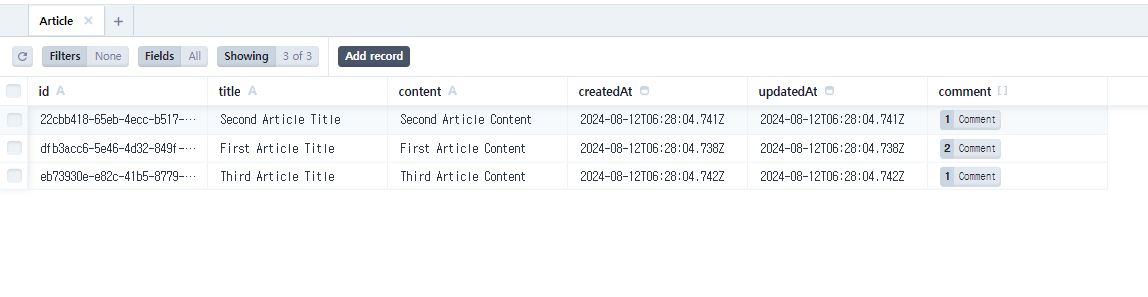 Article × +
Filters None Fields All Showing 3 of 3 Add record
id A title A content A createdAt updatedAt comment []
22cbb418-65eb-4ecc-b517-··· Second Article Title Second Article Content 2024-08-12T06:28:04.741Z 2024-08-12T06:28:04.741Z 1 Comment
dfb3acc6-5e46-4d32-849f-··· First Article Title First Article Content 2024-08-12T06:28:04.738Z 2024-08-12T06:28:04.738Z 2 Comment
eb73930e-e82c-41b5-8779-··· Third Article Title Third Article Content 2024-08-12T06:28:04.742Z 2024-08-12T06:28:04.742Z 1 Comment